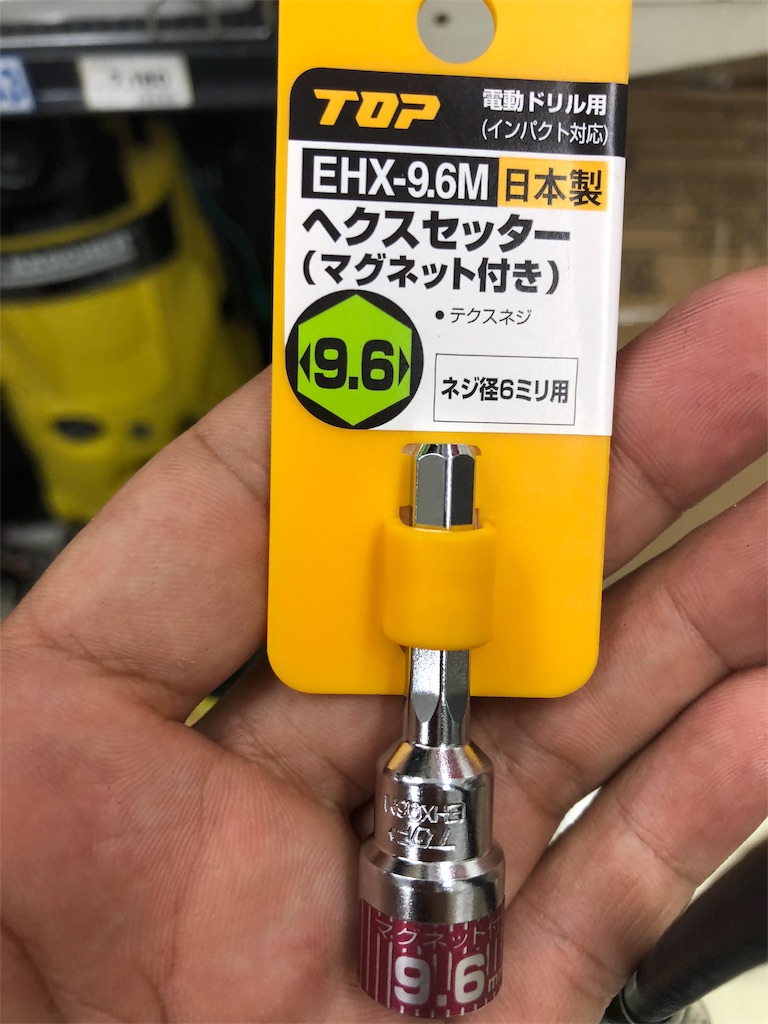 TOP
電動ドリル用
(インパクト対応)
EHX-9.6M
日本製
ヘクスセッター
(マグネット付き)
●テクスネジ
9.6
ネジ径6ミリ用
TOP
マグネット付
9.6m